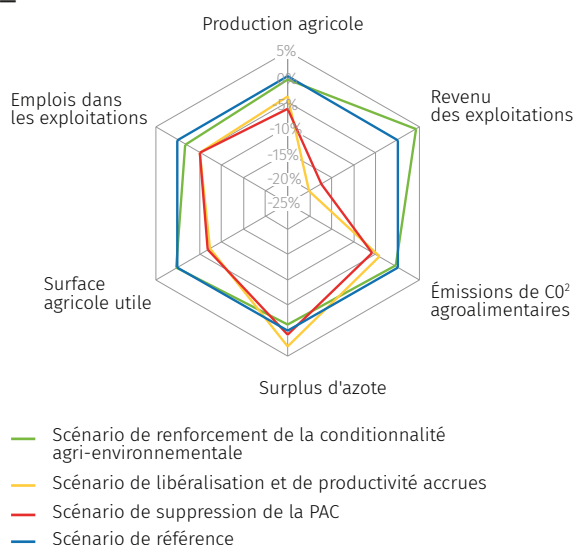 Production agricole
5%
0%
-5%
-10%
-15%
-20%
-25%
Emplois dans
les exploitations
Revenu
des exploitations
Surface
agricole utile
Émissions de C0²
agroalimentaires
Surplus d'azote
Scénario de renforcement de la conditionnalité
agri-environnementale
Scénario de libéralisation et de productivité accrues
Scénario de suppression de la PAC
Scénario de référence